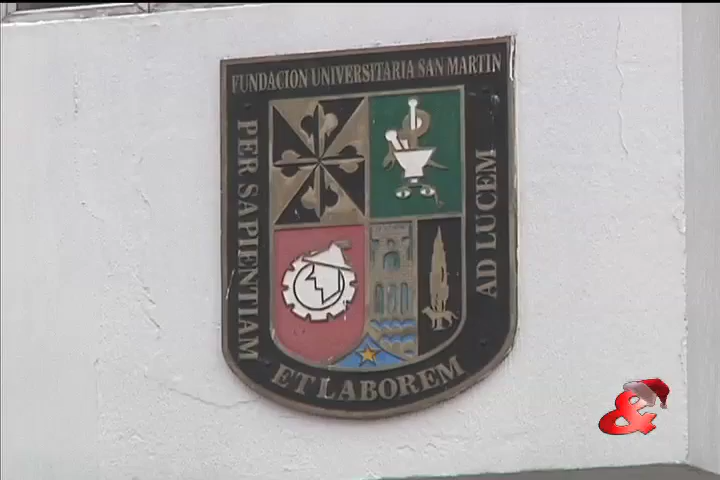 FUNDACION UNIVERSITARIA SAN MARTIN
PER SAPIENTIAM
ET LABOREM
AD LUCEM
&